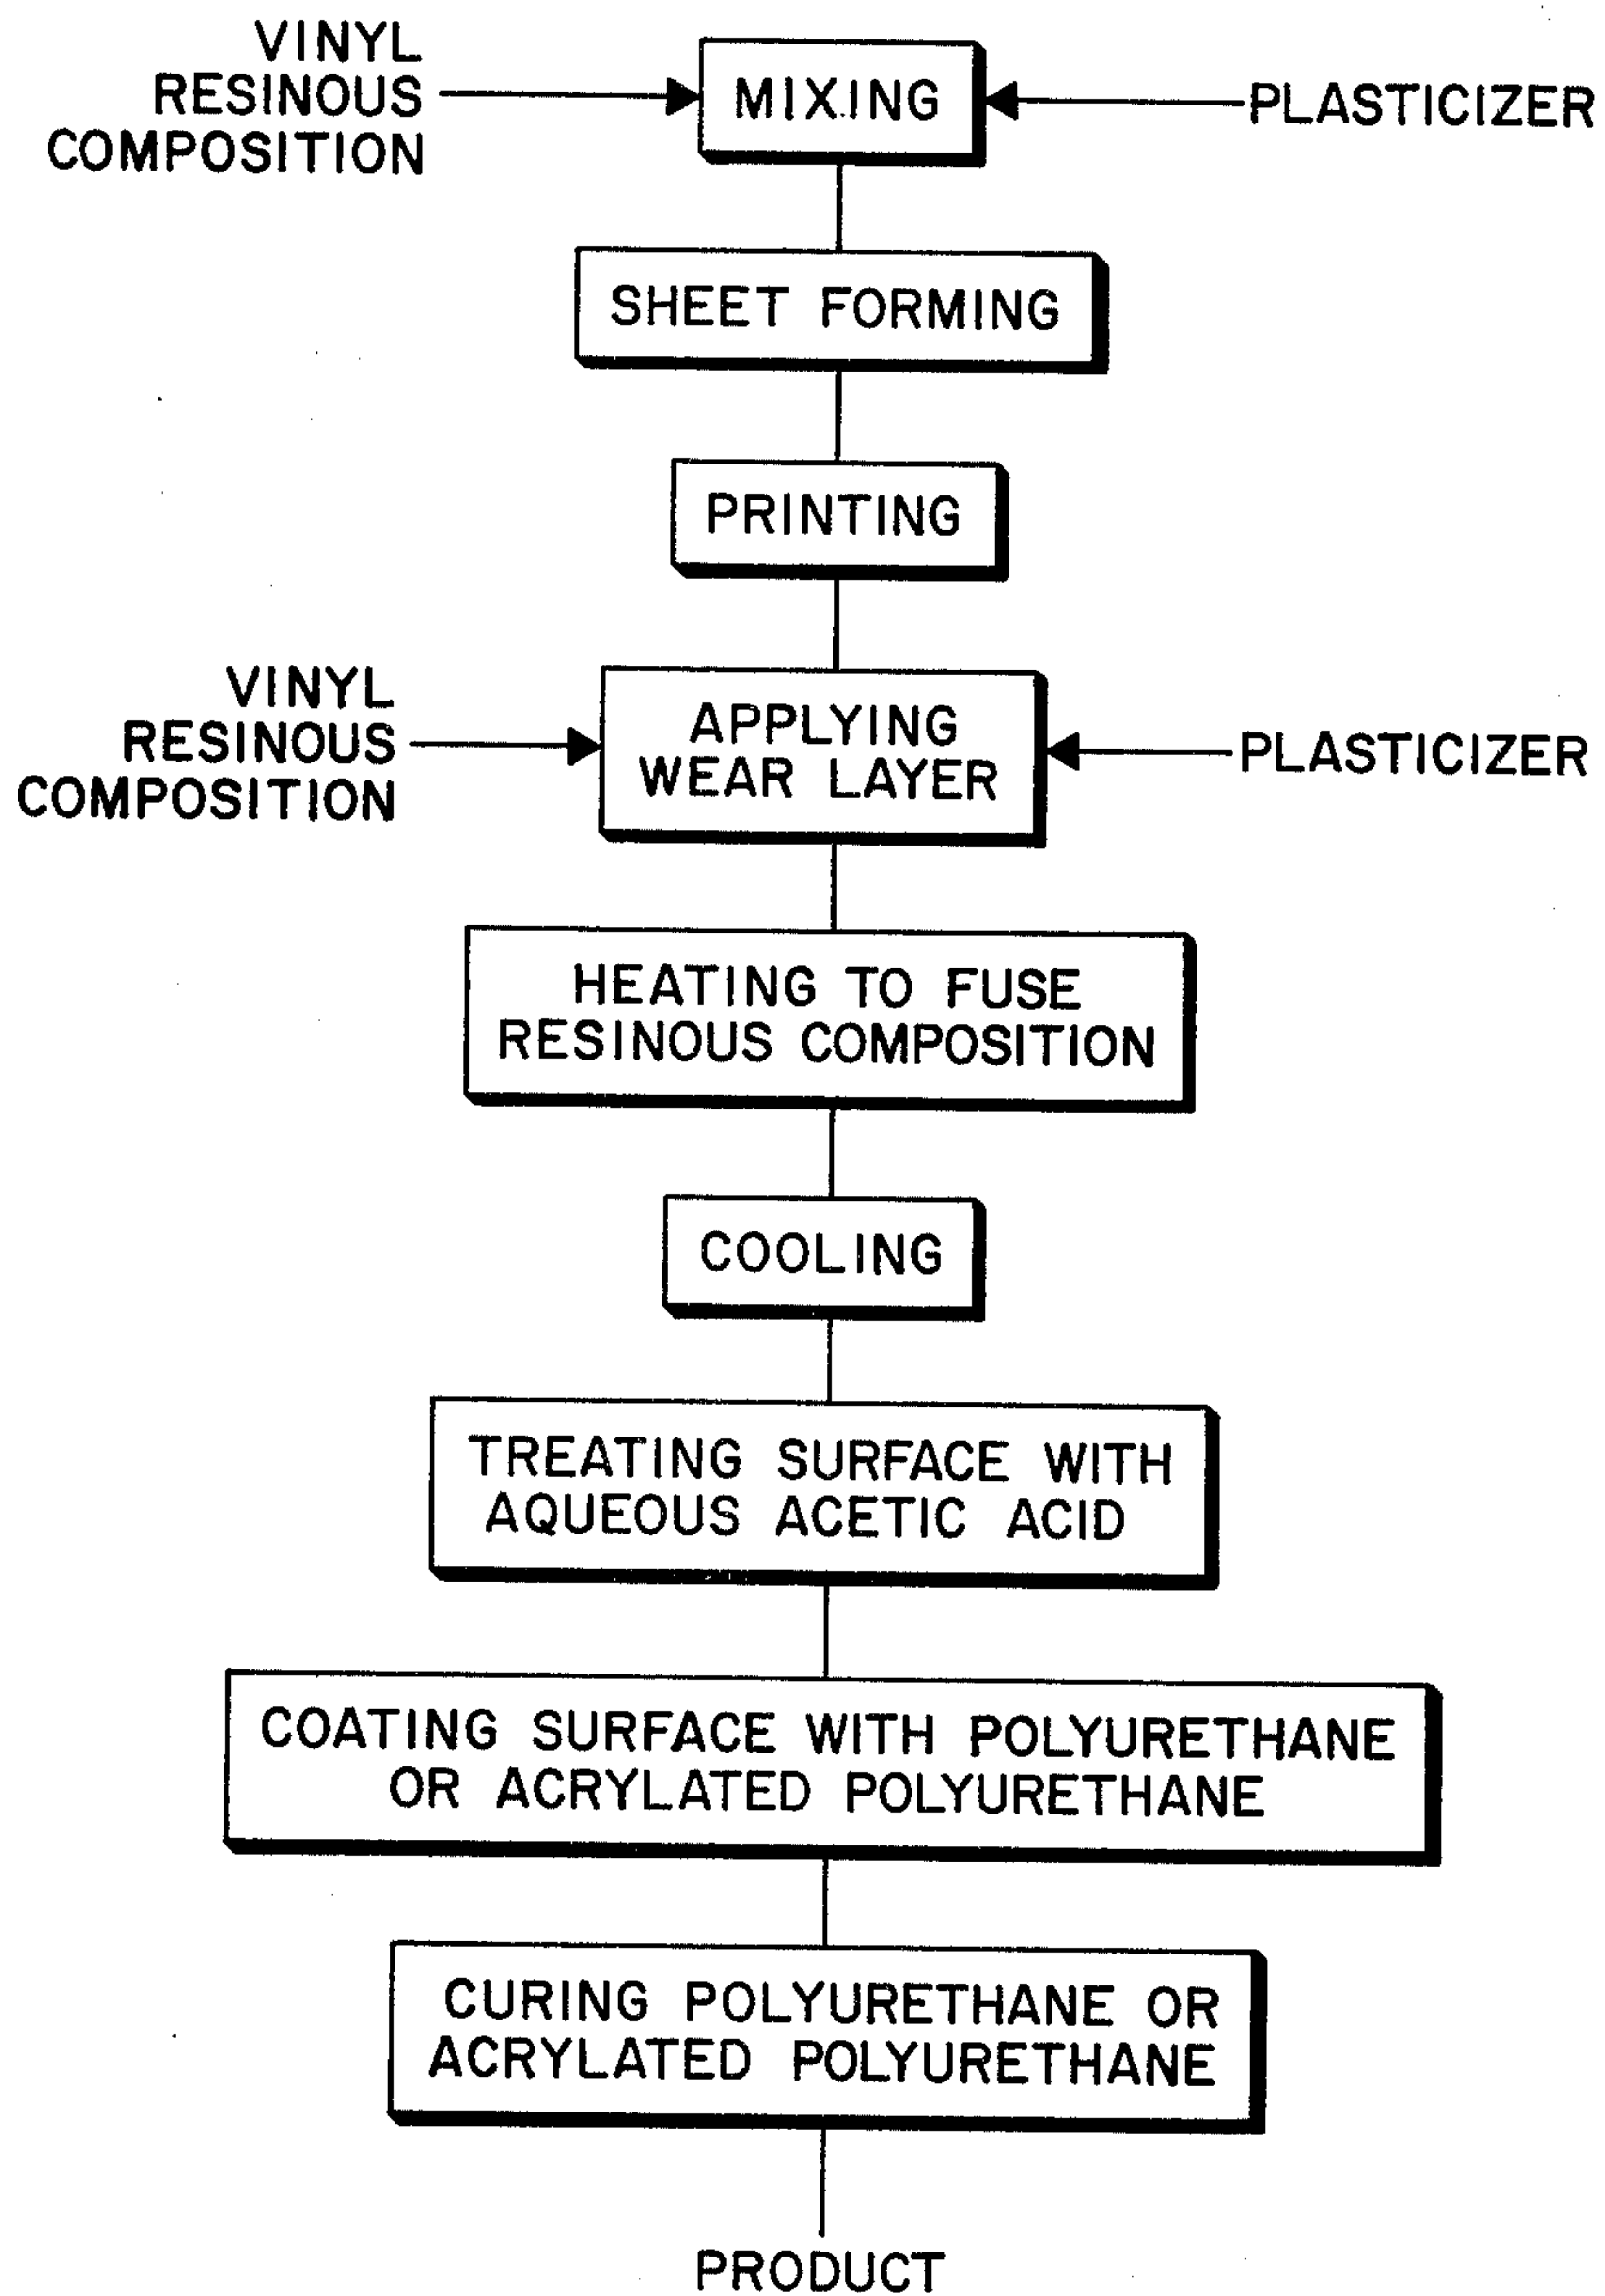 VINYL
RESINOUS
COMPOSITION
MIXING
PLASTICIZER
SHEET FORMING
PRINTING
VINYL
RESINOUS
COMPOSITION
APPLYING
WEAR LAYER
PLASTICIZER
HEATING TO FUSE
RESINOUS COMPOSITION
COOLING
TREATING SURFACE WITH
AQUEOUS ACETIC ACID
COATING SURFACE WITH POLYURETHANE
OR ACRYLATED POLYURETHANE
CURING POLYURETHANE OR
ACRYLATED POLYURETHANE
PRODUCT